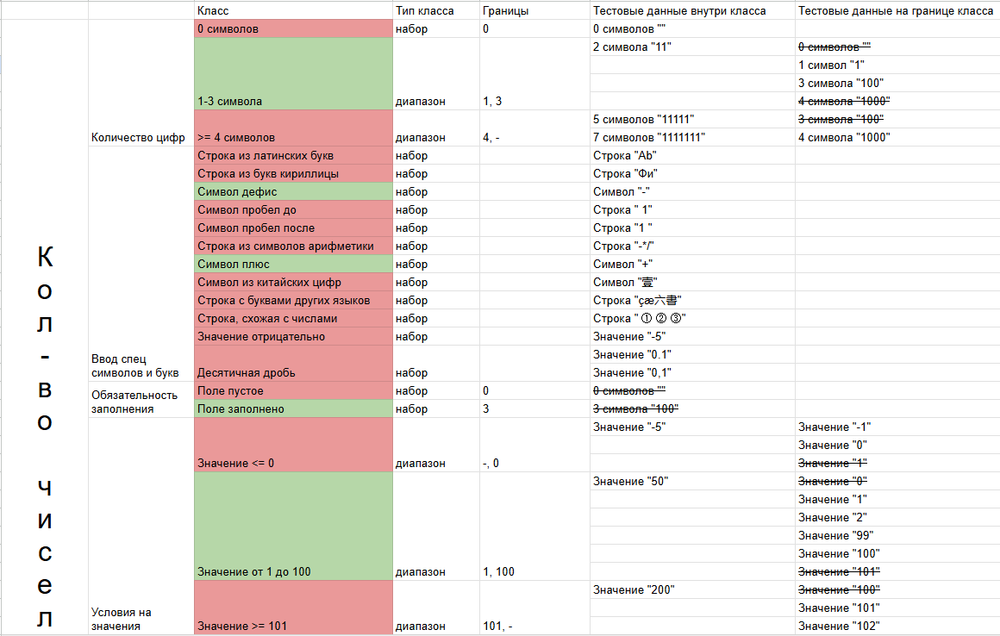 Класс Тип класса Границы Тестовые данные внутри класса Тестовые данные на границе класса
0 символов набор 0 0 символов ""
2 символа "11" 0 символов ""
1 символ "1"
3 символа "100"
1-3 символа диапазон 1, 3 4 символа "1000"
5 символов "11111" 3 символа "100"
Количество цифр >= 4 символов диапазон 4, - 7 символов "1111111" 4 символа "1000"
Строка из латинских букв набор Строка "Ab"
Строка из букв кириллицы набор Строка "Фи"
Символ дефис набор Символ "-"
Символ пробел до набор Строка " 1"
Символ пробел после набор Строка "1 "
Строка из символов арифметики набор Строка "-*/"
Символ плюс набор Символ "+"
Символ из китайских цифр набор Символ "壹"
Строка с буквами других языков набор Строка "çæ六書"
Строка, схожая с числами набор Строка " ① ② ③"
Значение отрицательно набор Значение "-5"
Значение "0.1"
Ввод спец
символов и букв Десятичная дробь набор Значение "0,1"
Поле пустое набор 0 0 символов ""
Обязательность
заполнения Поле заполнено набор 3 3 символа "100"
Значение "-5" Значение "-1"
Значение "0"
Значение <= 0 диапазон -, 0 Значение "1"
Значение "50" Значение "0"
Значение "1"
Значение "2"
Значение "99"
Значение "100"
Значение от 1 до 100 диапазон 1, 100 Значение "101"
Значение "200" Значение "100"
Значение "101"
Условия на
значения Значение >= 101 диапазон 101, - Значение "102"
К
о
л
-
в
о
ч
и
с
е
л